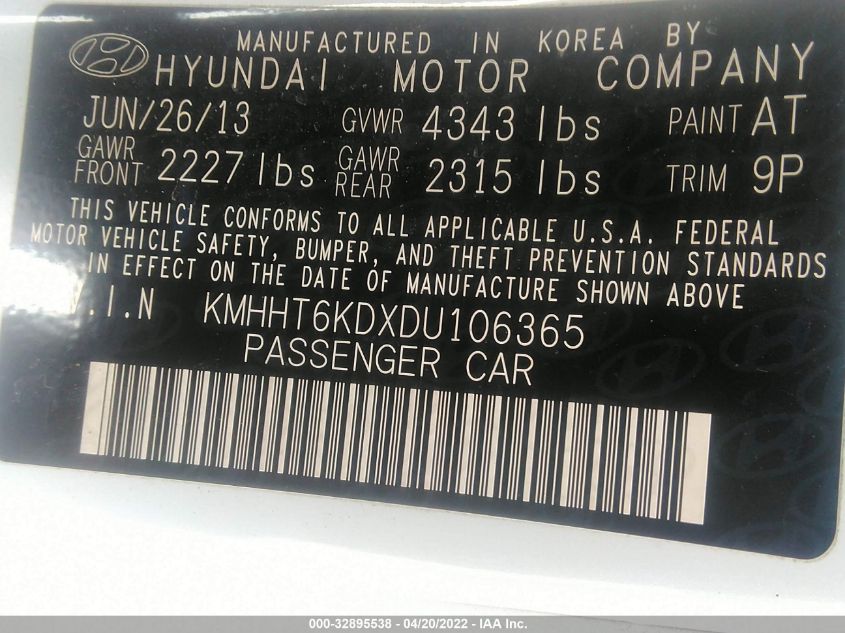 MANUFACTURED IN KOREA BY
HYUNDAI MOTOR COMPANY
JUN/26/13 GVWR 4343 lbs PAINT AT
GAWR FRONT 2227 lbs GAWR REAR 2315 lbs TRIM 9P
THIS VEHICLE CONFORMS TO ALL APPLICABLE U.S.A. FEDERAL
MOTOR VEHICLE SAFETY, BUMPER, AND THEFT PREVENTION STANDARDS
IN EFFECT ON THE DATE OF MANUFACTURE SHOWN ABOVE
V.I.N KMHHT6KDXDU106365
PASSENGER CAR
000-32895538 - 04/20/2022 - IAA Inc.